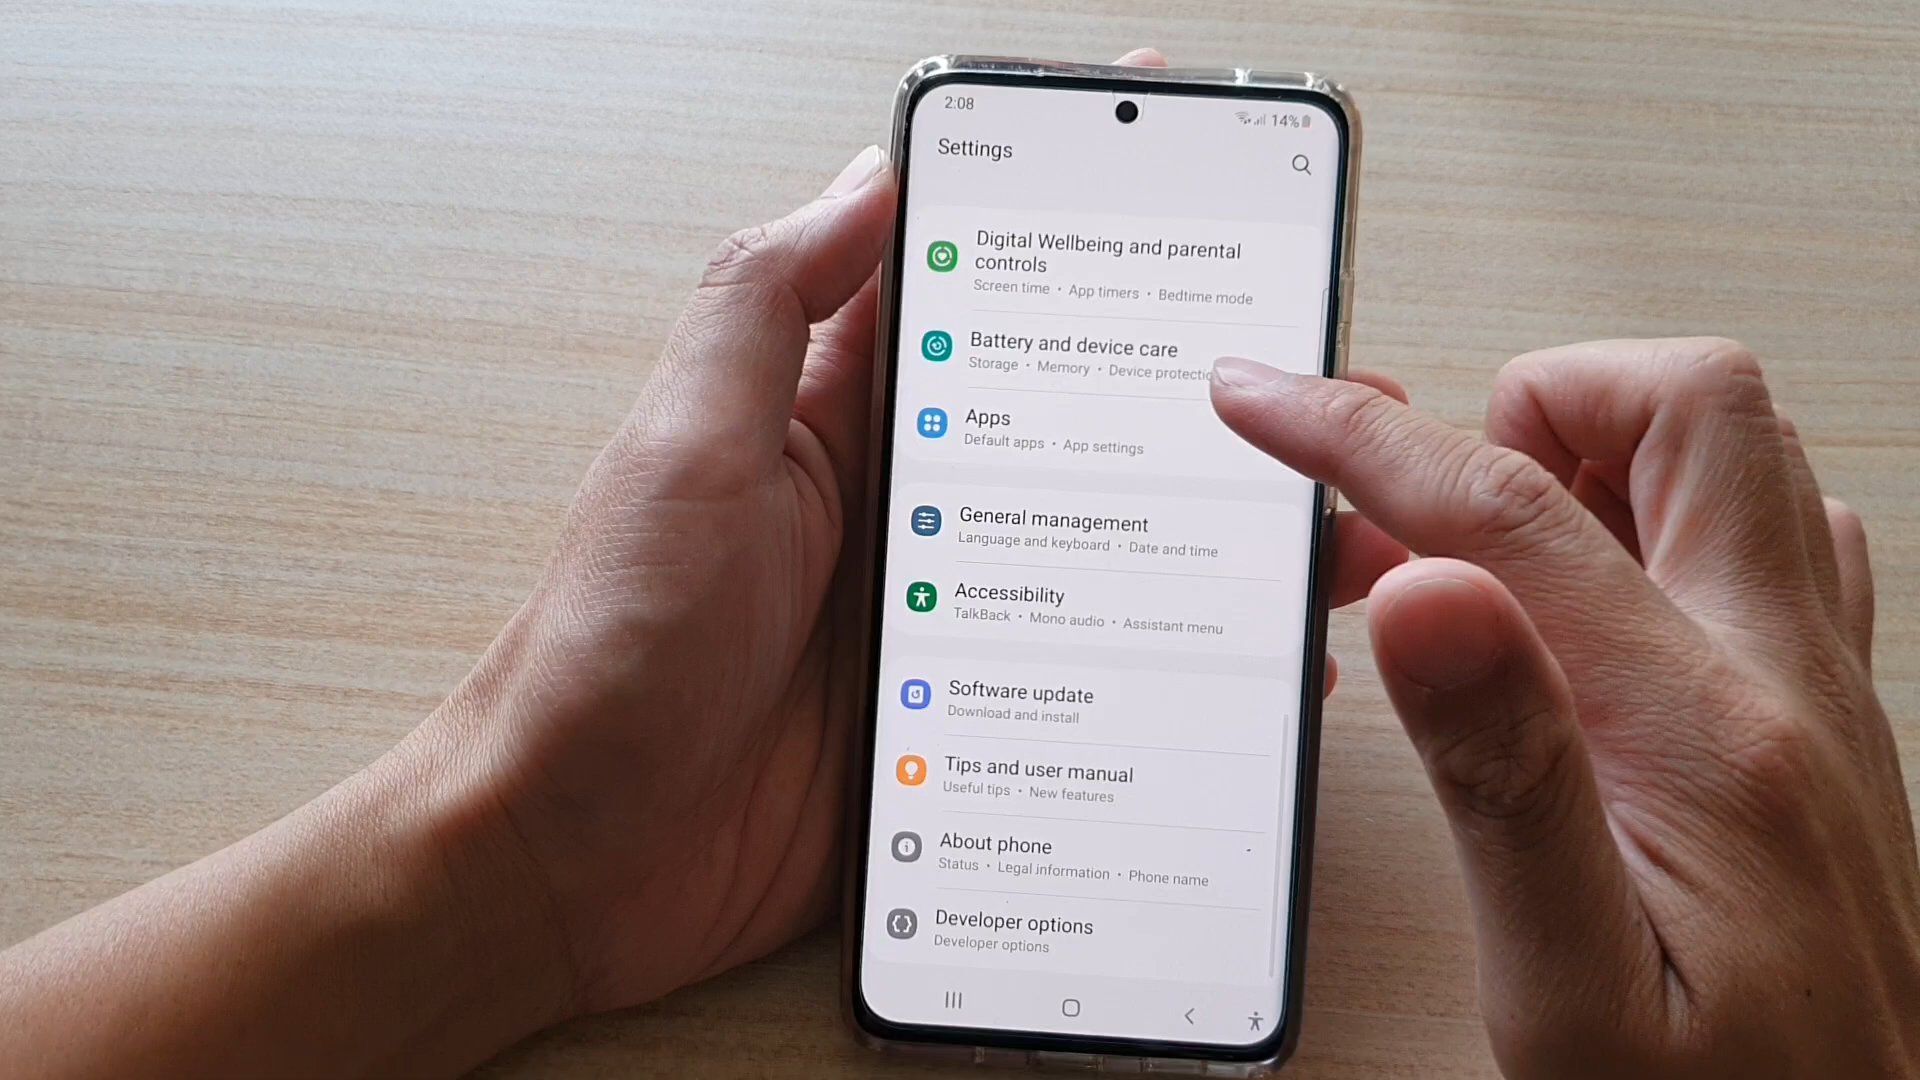 2:08
14%
Settings
Digital Wellbeing and parental
controls
Screen time • App timers • Bedtime mode
Battery and device care
Storage • Memory • Device protectio
Apps
Default apps • App settings
General management
Language and keyboard • Date and time
Accessibility
TalkBack • Mono audio • Assistant menu
Software update
Download and install
Tips and user manual
Useful tips • New features
About phone
Status • Legal information • Phone name
Developer options
Developer options